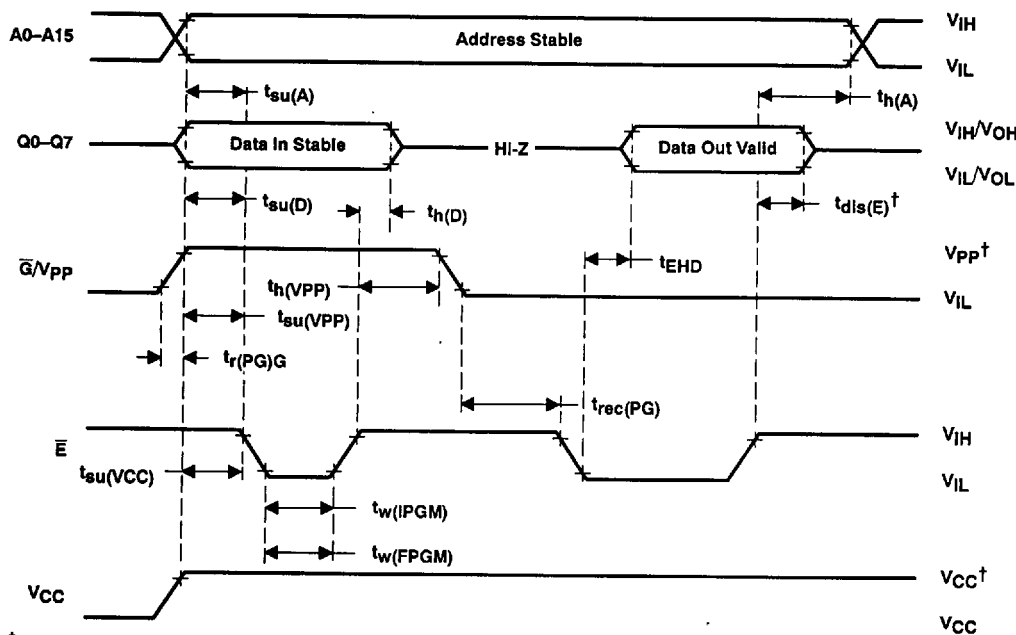 A0–A15
Address Stable
VIH
VIL
tsu(A)
th(A)
Q0–Q7
Data In Stable
HI-Z
Data Out Valid
VIH/VOH
VIL/VOL
tsu(D)
th(D)
tdis(E)†
G̅/VPP
VPP†
tEHD
th(VPP)
VIL
tsu(VPP)
tr(PG)G
trec(PG)
E̅
VIH
tsu(VCC)
VIL
tw(IPGM)
tw(FPGM)
VCC
VCC†
VCC
†